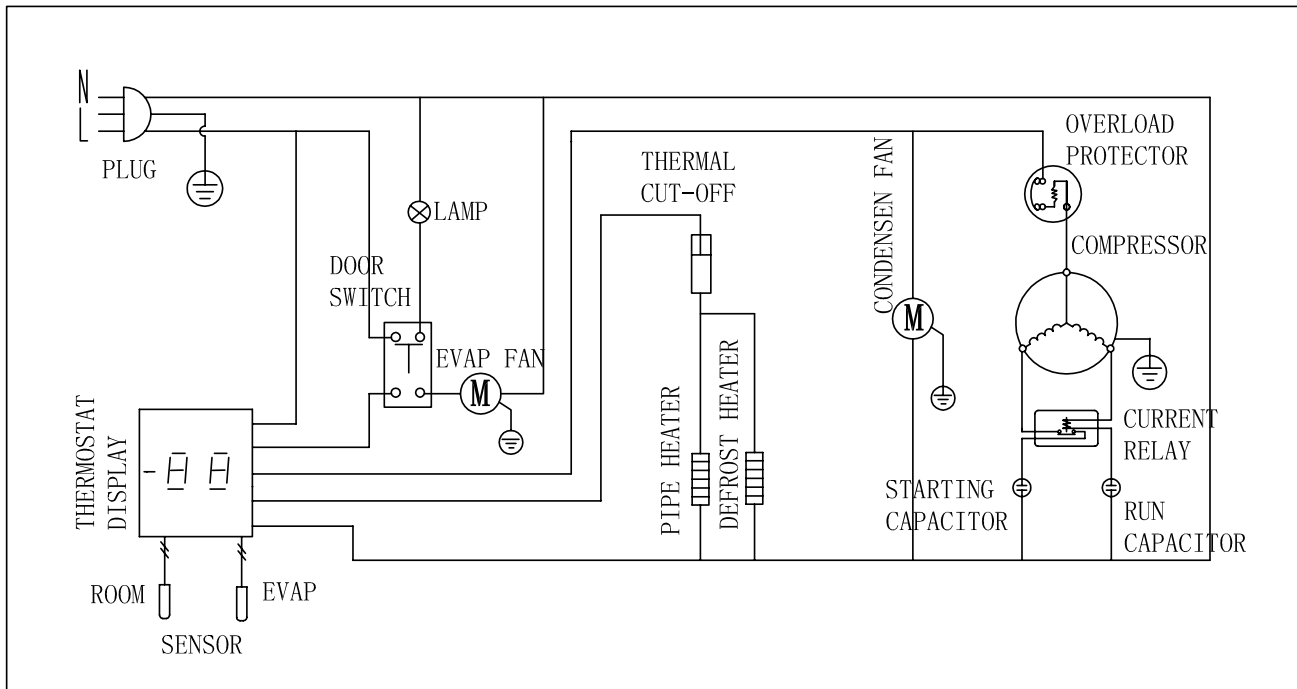 N
L
PLUG
LAMP
DOOR
SWITCH
THERMAL
CUT-OFF
CONDENSEN FAN
OVERLOAD
PROTECTOR
COMPRESSOR
M
EVAP FAN
M
THERMOSTAT
DISPLAY
-88
PIPE HEATER
DEFROST HEATER
CURRENT
RELAY
STARTING
CAPACITOR
RUN
CAPACITOR
ROOM
EVAP
SENSOR